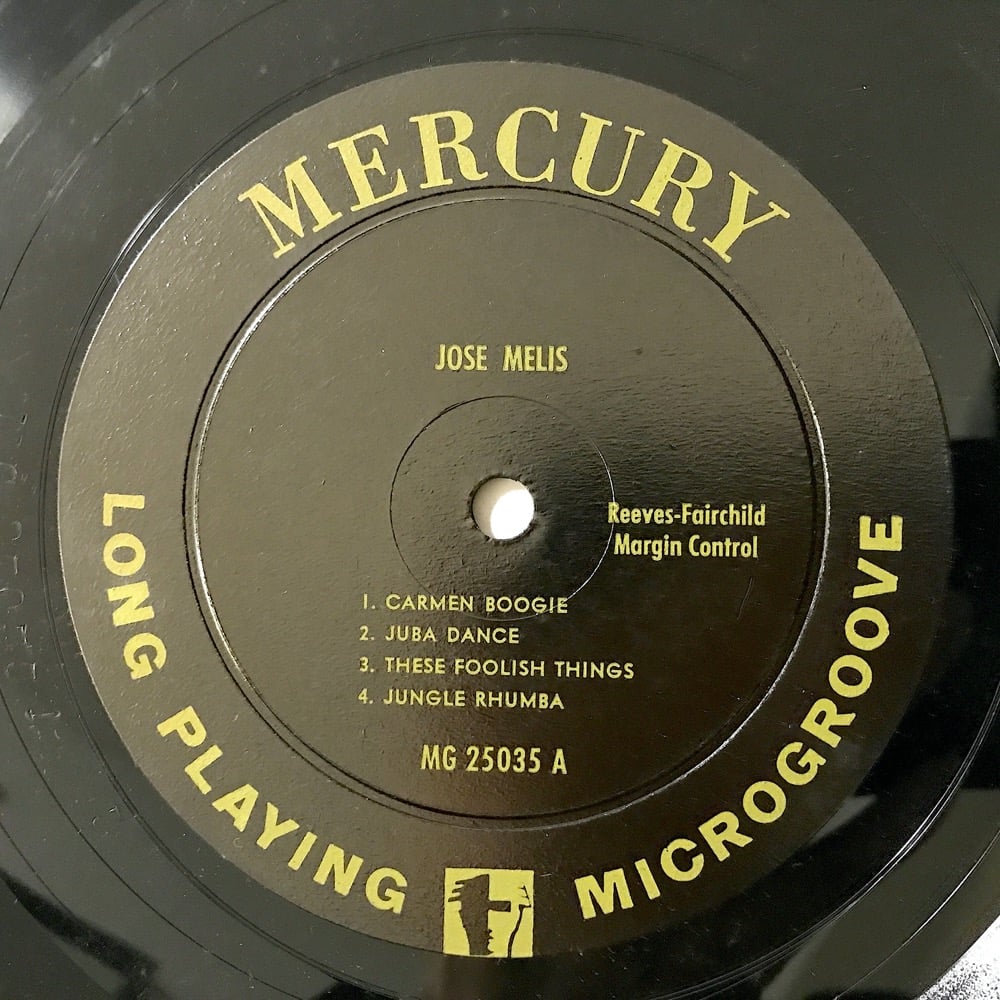 MERCURY
JOSE MELIS
Reeves-Fairchild
Margin Control
1. CARMEN BOOGIE
2. JUBA DANCE
3. THESE FOOLISH THINGS
4. JUNGLE RHUMBA
MG 25035 A
LONG PLAYING MICROGROOVE